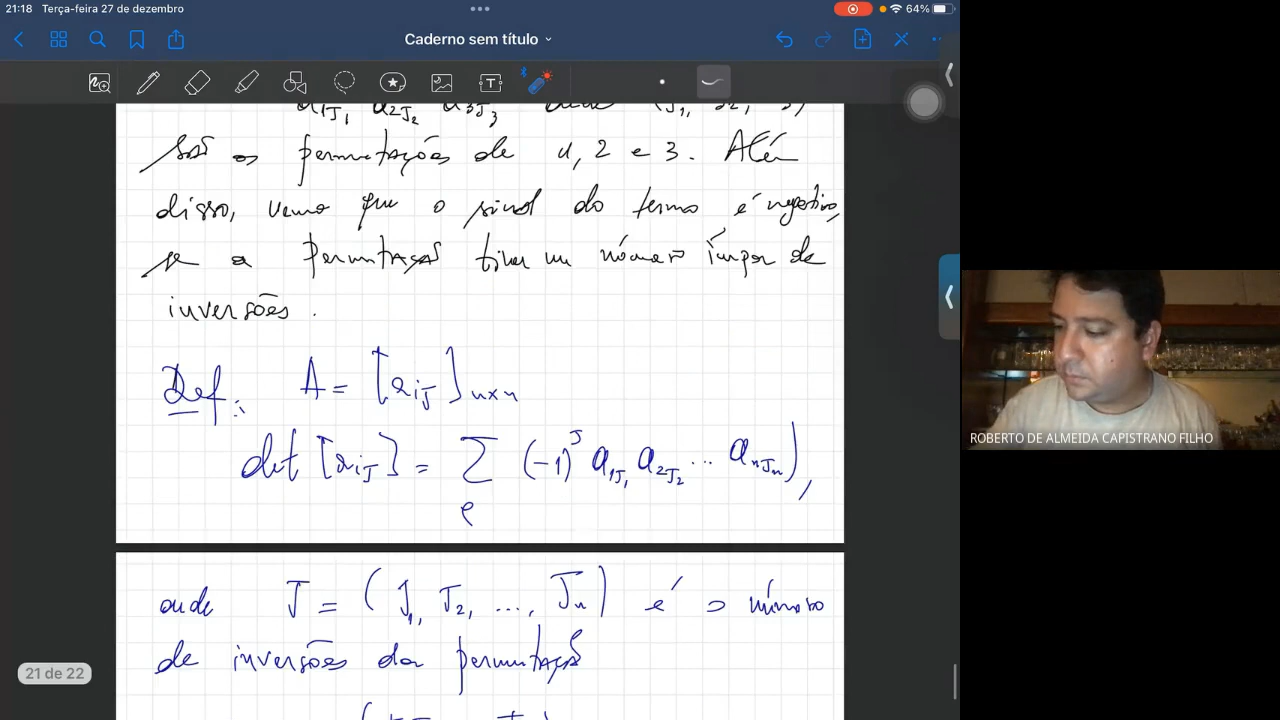 21:18 Terça-feira 27 de dezembro
64%
Caderno sem título
a₁J₁ a₂J₂ a₃J₃
são as permutações de 1, 2 e 3. Além
disso, vemos que o sinal do termo é negativo,
se a permutação tiver um número ímpar de
inversões.
Def: A = [aiJ]n×n
det [aiJ] = Σ (-1)^J a₁J₁ a₂J₂ ... anJn),
ρ
onde J = (J₁, J₂, ..., Jn) é o número
de inversões da permutação
21 de 22
ROBERTO DE ALMEIDA CAPISTRANO FILHO